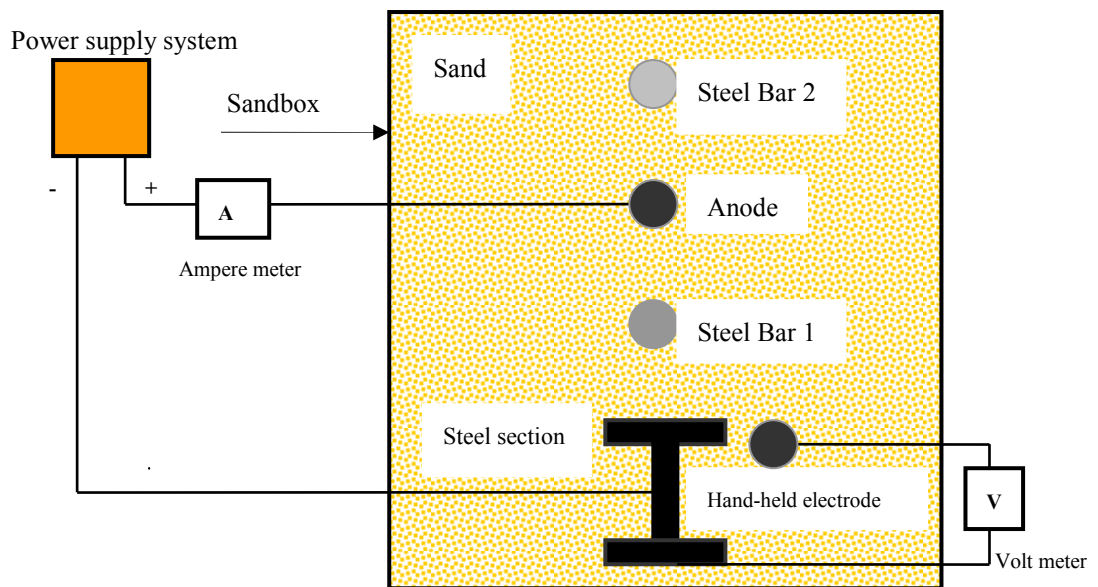 Power supply system
Sand
Steel Bar 2
Sandbox
- +
A
Anode
Ampere meter
Steel Bar 1
Steel section
Hand-held electrode
V
Volt meter